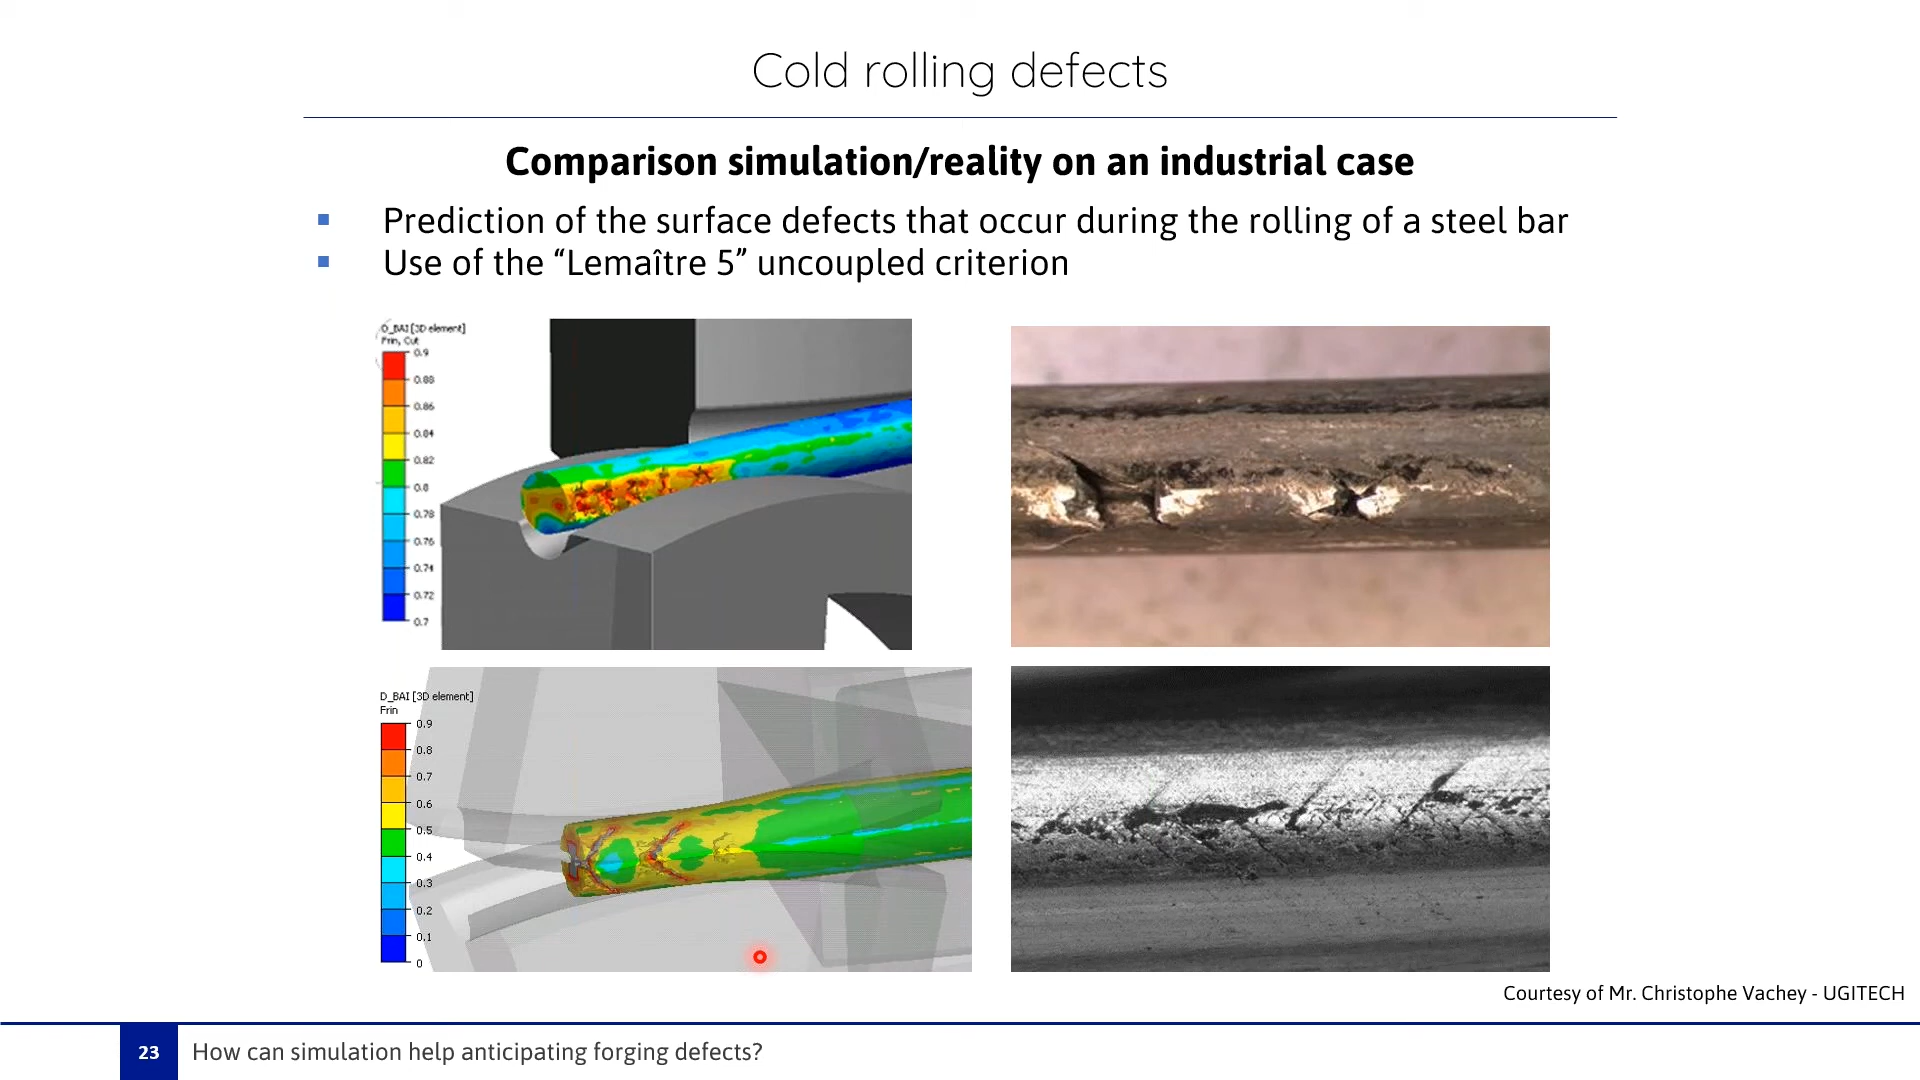 Cold rolling defects
Comparison simulation/reality on an industrial case
Prediction of the surface defects that occur during the rolling of a steel bar
Use of the “Lemaître 5” uncoupled criterion
D_BAI [3D element]
Frin, Cut
0.9
0.88
0.86
0.84
0.82
0.8
0.78
0.76
0.74
0.72
0.7
D_BAI [3D element]
Frin
0.9
0.8
0.7
0.6
0.5
0.4
0.3
0.2
0.1
0
Courtesy of Mr. Christophe Vachey - UGITECH
23
How can simulation help anticipating forging defects?